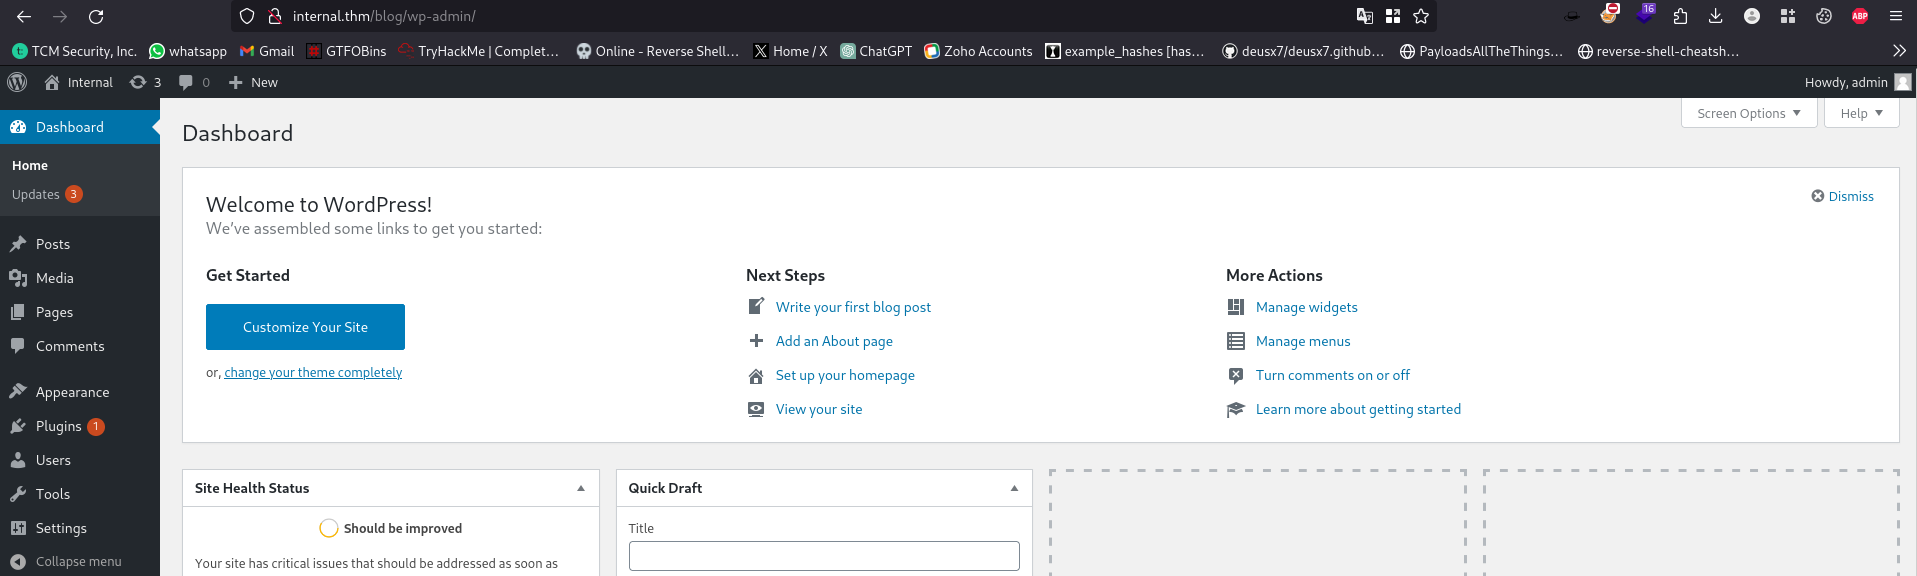 internal.thm/blog/wp-admin/
16
ABP
TCM Security, Inc. whatsapp Gmail GTFOBins TryHackMe | Complet… Online - Reverse Shell… Home / X ChatGPT Zoho Accounts example_hashes [has… deusx7/deusx7.github… PayloadsAllTheThings… reverse-shell-cheatsh…
Internal 3 0 New Howdy, admin
Dashboard
Home
Updates 3
Posts
Media
Pages
Comments
Appearance
Plugins 1
Users
Tools
Settings
Collapse menu
Screen Options Help
Dashboard
Welcome to WordPress! Dismiss
We've assembled some links to get you started:
Get Started
Customize Your Site
or, change your theme completely
Next Steps
Write your first blog post
Add an About page
Set up your homepage
View your site
More Actions
Manage widgets
Manage menus
Turn comments on or off
Learn more about getting started
Site Health Status
Should be improved
Your site has critical issues that should be addressed as soon as
Quick Draft
Title